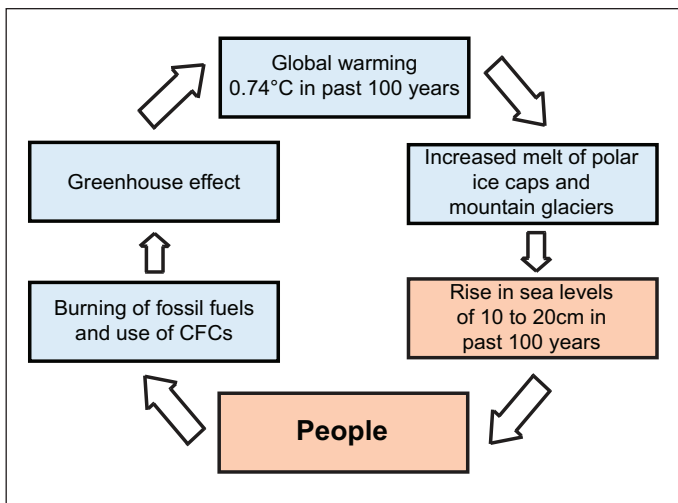 Global warming
0.74°C in past 100 years
Increased melt of polar
ice caps and
mountain glaciers
Rise in sea levels
of 10 to 20cm in
past 100 years
People
Burning of fossil fuels
and use of CFCs
Greenhouse effect